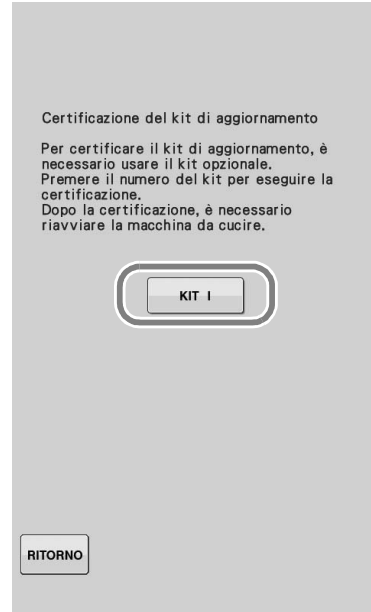 Certificazione del kit di aggiornamento
Per certificare il kit di aggiornamento, è
necessario usare il kit opzionale.
Premere il numero del kit per eseguire la
certificazione.
Dopo la certificazione, è necessario
riavviare la macchina da cucire.
KIT I
RITORNO